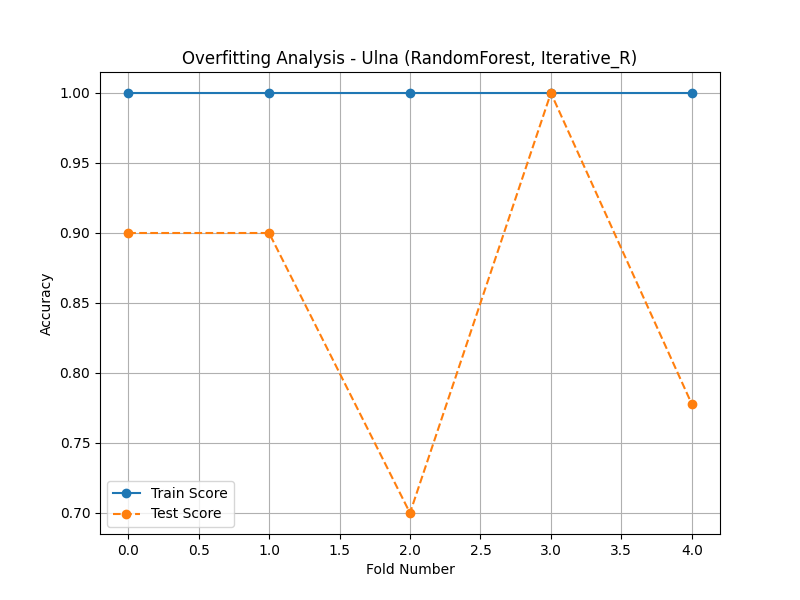 Overfitting Analysis - Ulna (RandomForest, Iterative_R)
1.00
0.95
0.90
0.85
0.80
0.75
0.70
Accuracy
Train Score
Test Score
0.0 0.5 1.0 1.5 2.0 2.5 3.0 3.5 4.0
Fold Number